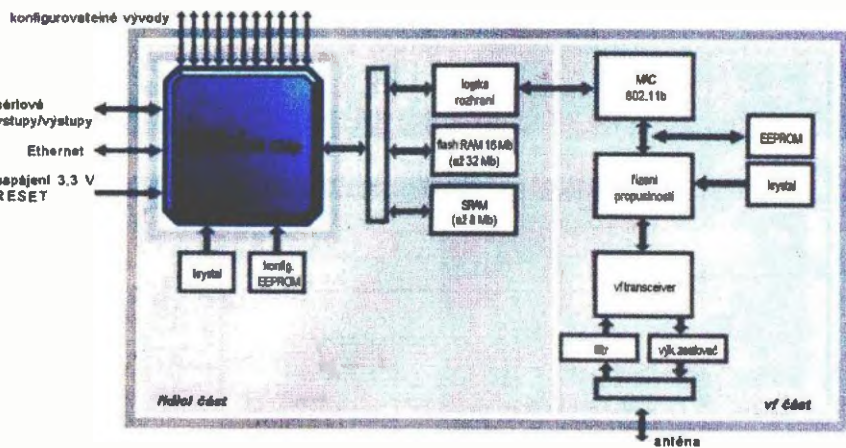 konfigurovatelné vývody
sériové
vstupy/výstupy
Ethernet
napájení 3,3 V
RESET
krystal
konfig.
EEPROM
logika
rozhraní
flash RAM 16 Mb
(až 32 Mb)
SRAM
(až 8 Mb)
MAC
802.11b
EEPROM
řízení
propustnosti
krystal
vf transceiver
filtr
výk. zesilovač
řídicí část
vf část
anténa